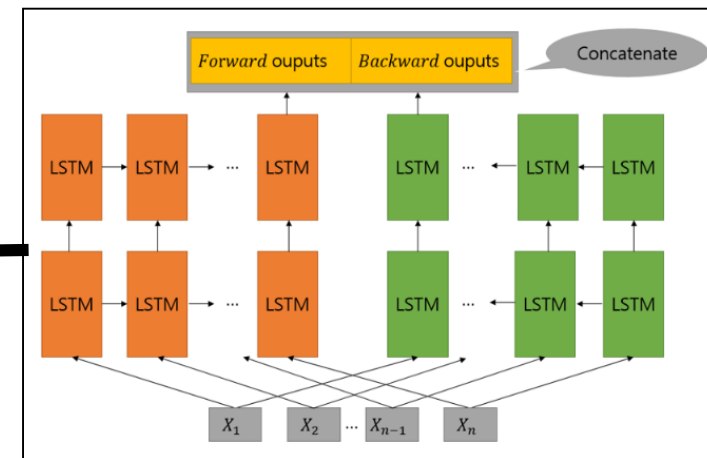 Forward ouputs Backward ouputs
Concatenate
LSTM LSTM ... LSTM LSTM ... LSTM LSTM
LSTM LSTM ... LSTM LSTM ... LSTM LSTM
X₁ X₂ ... Xₙ₋₁ Xₙ